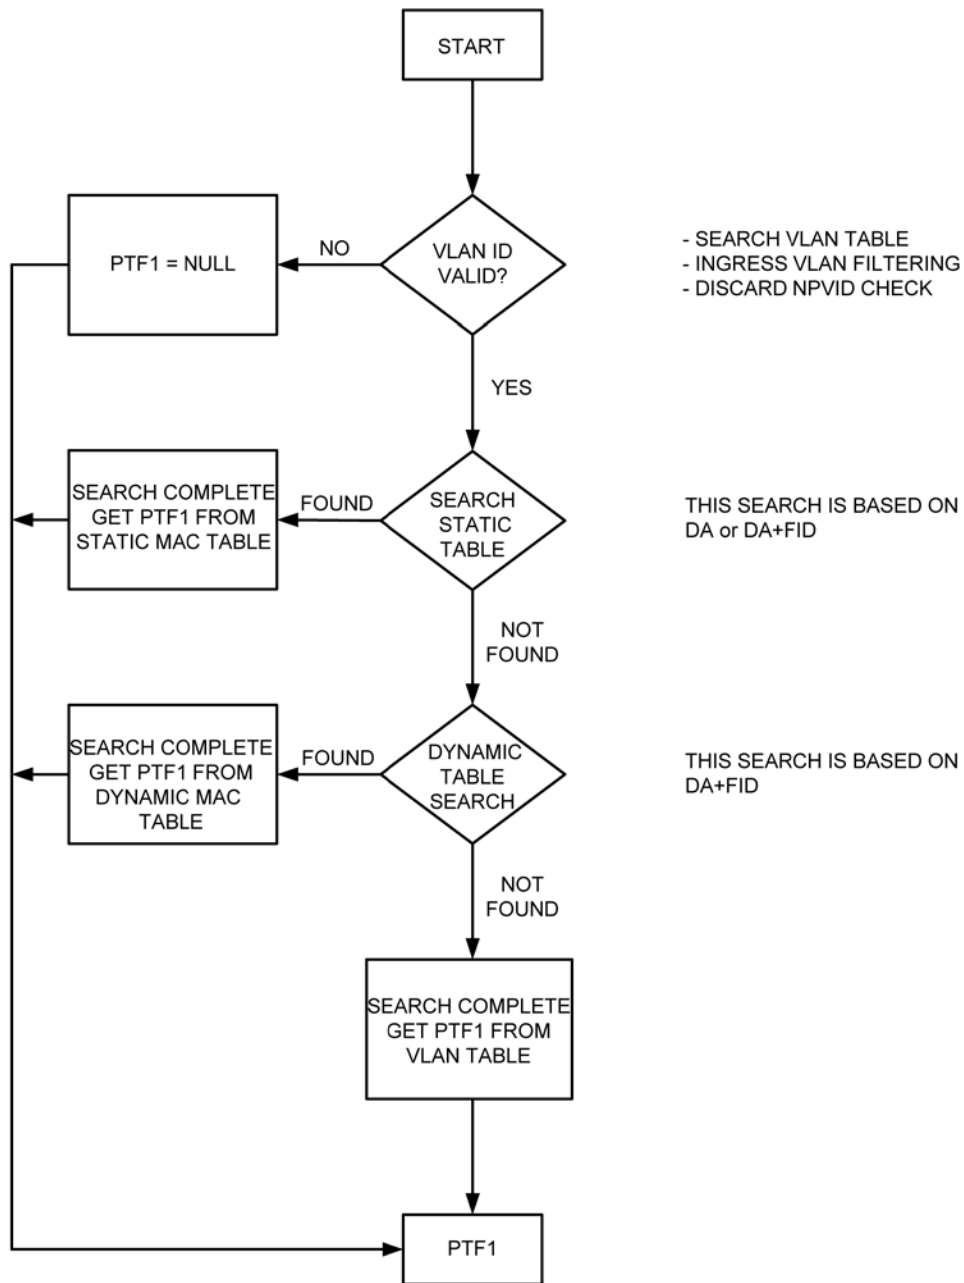 START
NO
VLAN ID
VALID?
PTF1 = NULL
- SEARCH VLAN TABLE
- INGRESS VLAN FILTERING
- DISCARD NPVID CHECK
YES
SEARCH COMPLETE
GET PTF1 FROM
STATIC MAC TABLE
FOUND
SEARCH
STATIC
TABLE
THIS SEARCH IS BASED ON
DA or DA+FID
NOT
FOUND
SEARCH COMPLETE
GET PTF1 FROM
DYNAMIC MAC
TABLE
FOUND
DYNAMIC
TABLE
SEARCH
THIS SEARCH IS BASED ON
DA+FID
NOT
FOUND
SEARCH COMPLETE
GET PTF1 FROM
VLAN TABLE
PTF1